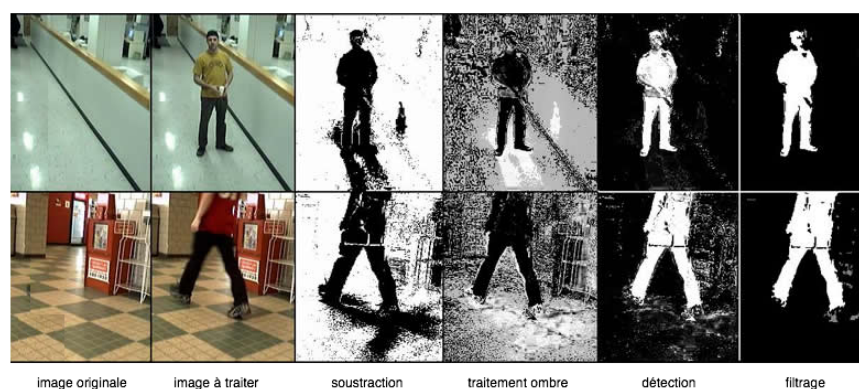 image originale
image à traiter
soustraction
traitement ombre
détection
filtrage